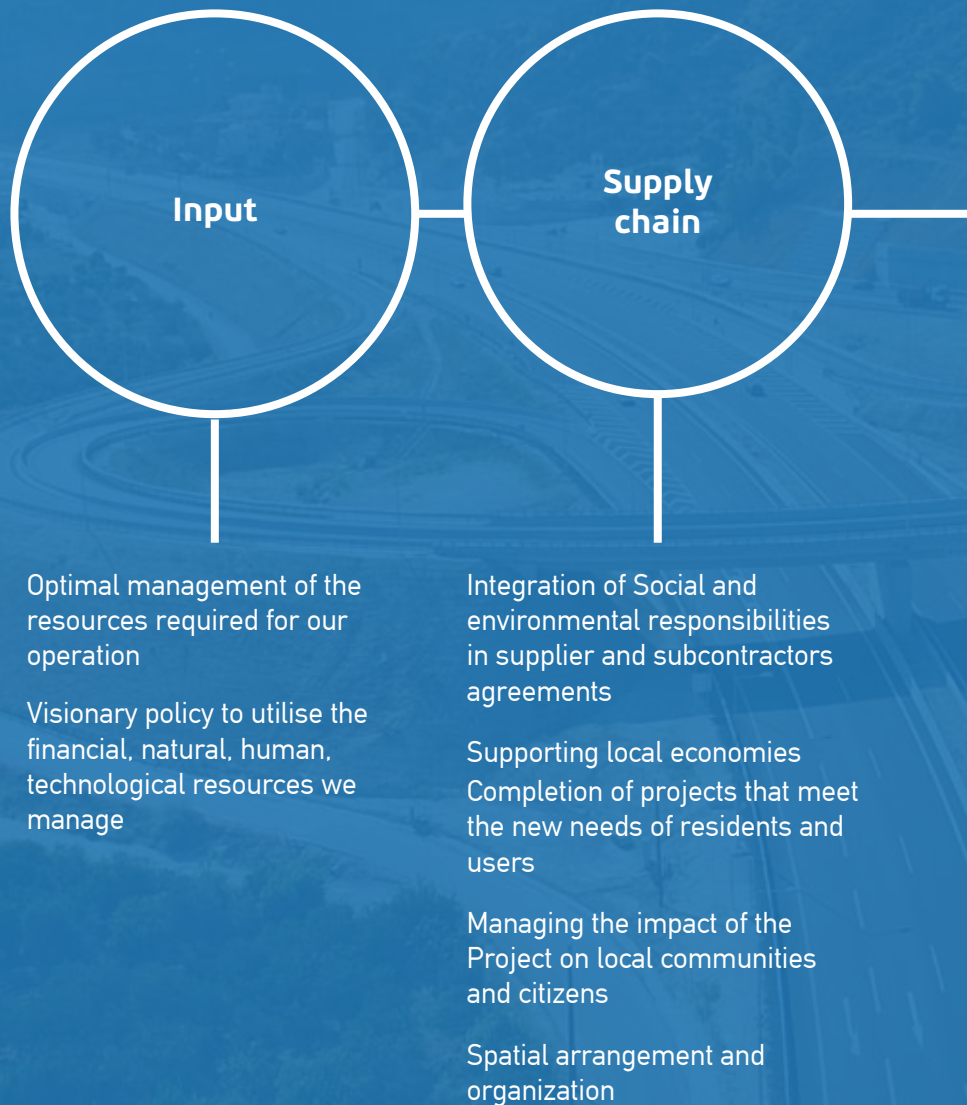 Input
Supply
chain
Optimal management of the
resources required for our
operation
Visionary policy to utilise the
financial, natural, human,
technological resources we
manage
Integration of Social and
environmental responsibilities
in supplier and subcontractors
agreements
Supporting local economies
Completion of projects that meet
the new needs of residents and
users
Managing the impact of the
Project on local communities
and citizens
Spatial arrangement and
organization